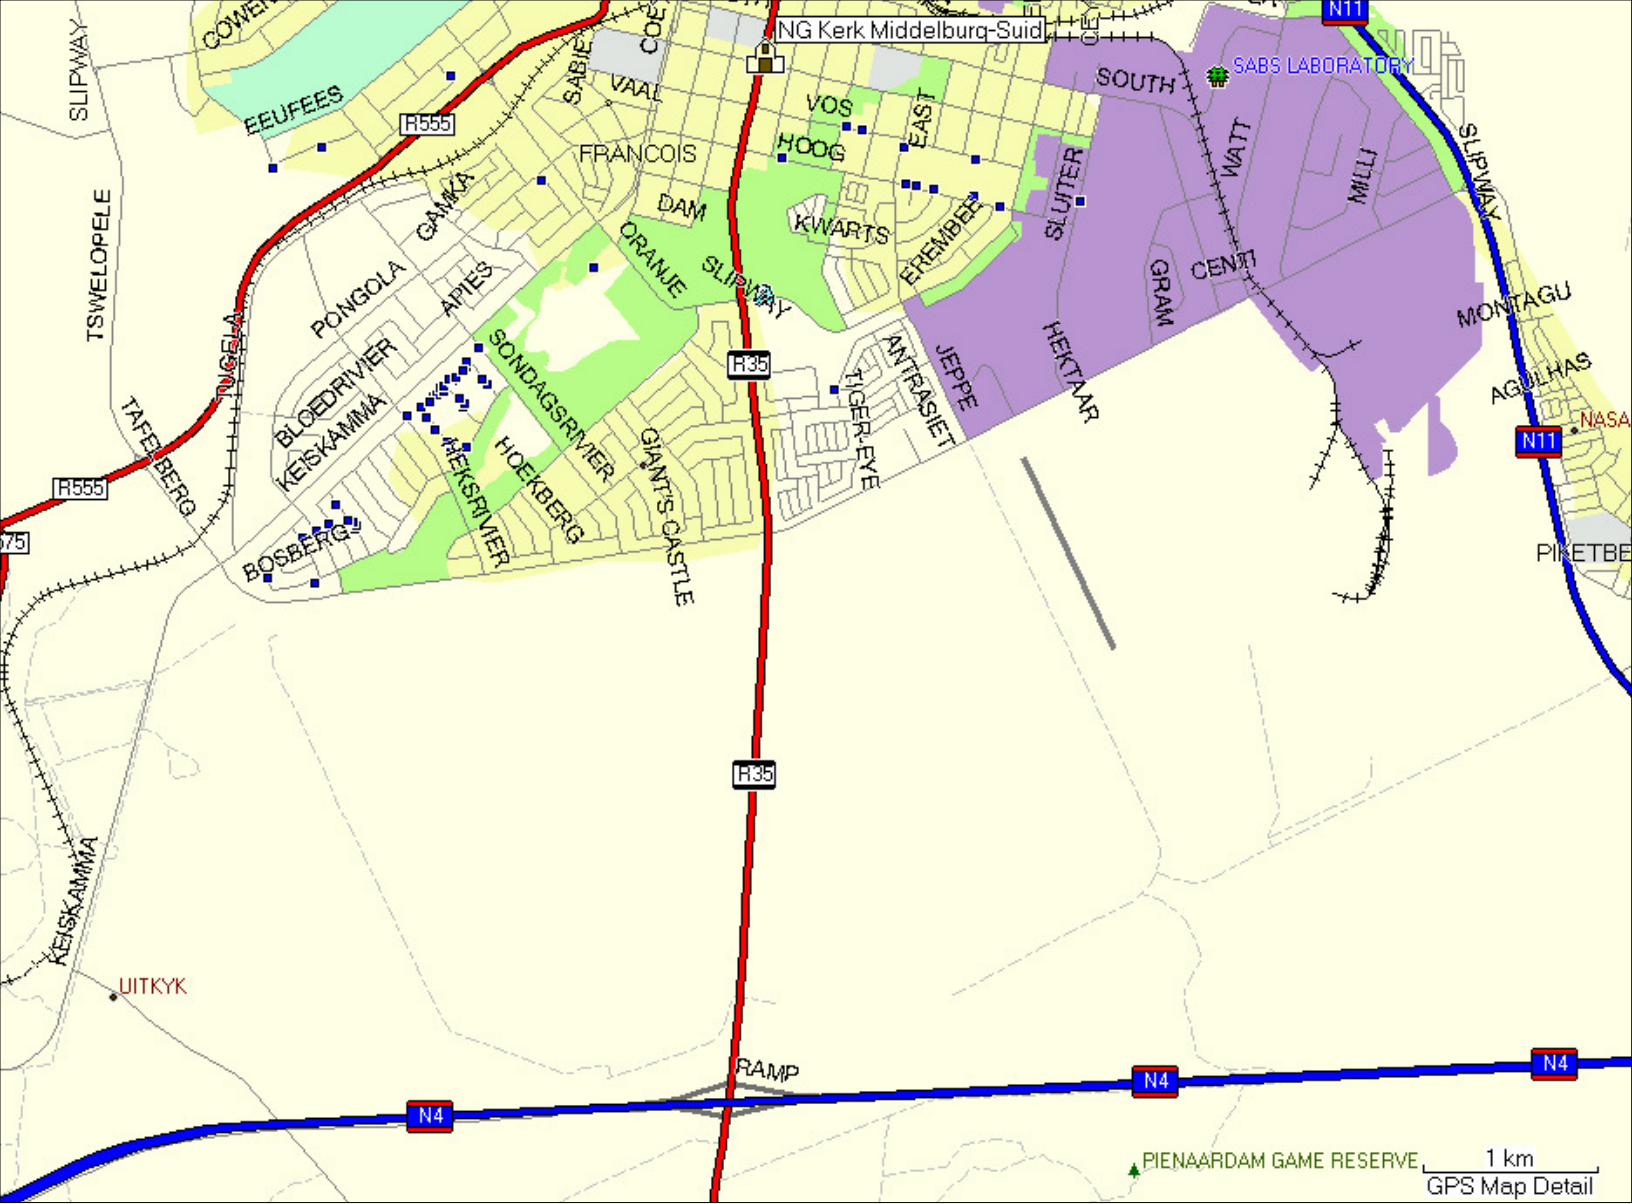 N11
NG Kerk Middelburg-Suid
COE
SLIPWAY
SABIE
SABS LABORATORY
SOUTH
VAAL
EEUFEES
VOS
EAST
R555
HOOG
FRANCOIS
WATT
MILLI
SLIPWAY
SLUITER
GAMKA
DAM
KWARTS
EREMBEE
TSWELOPELE
ORANJE
SLIPWAY
CENTI
GRAM
PONGOLA
APIES
MONTAGU
TUGELA
R35
SONDAGSRIVIER
ANTRASIET
JEPPE
HEKTAAR
BLOEDRIVIER
AGULHAS
KEISKAMMA
TIGER-EYE
NASA
TAFELBERG
N11
HOEKBERG
GIANT'S CASTLE
HEKSRIVIER
R555
BOSBERG
PIKETBE
R35
KEISKAMMA
UITKYK
RAMP
N4
N4
N4
PIENAARDAM GAME RESERVE
1 km
GPS Map Detail